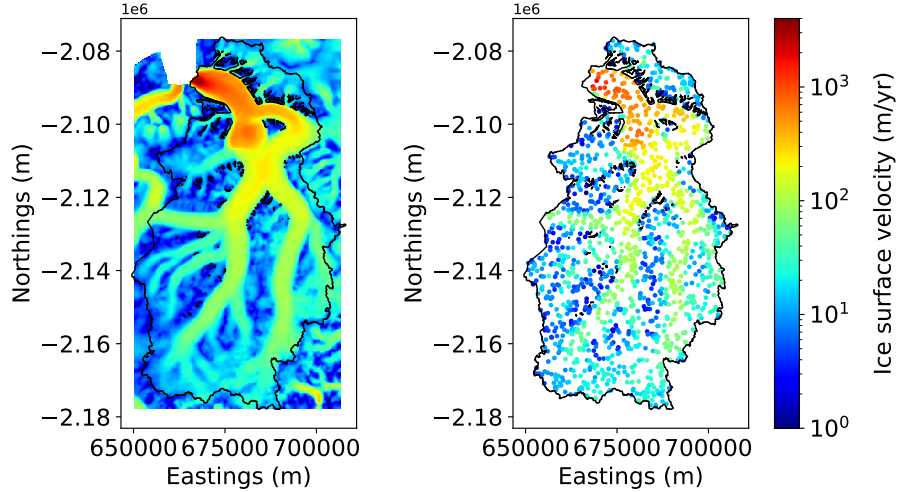 1e6
−2.08
−2.10
−2.12
−2.14
−2.16
−2.18
Northings (m)
650000 675000 700000
Eastings (m)
1e6
−2.08
−2.10
−2.12
−2.14
−2.16
−2.18
Northings (m)
650000 675000 700000
Eastings (m)
10³
10²
10¹
10⁰
Ice surface velocity (m/yr)